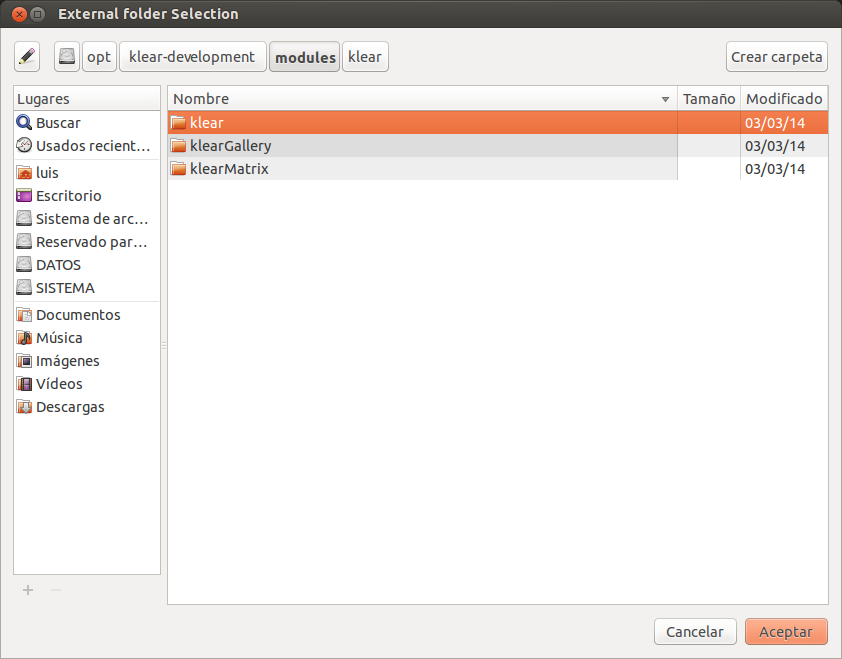 External folder Selection
opt klear-development modules klear Crear carpeta
Lugares
Buscar
Usados recient...
luis
Escritorio
Sistema de arc...
Reservado par...
DATOS
SISTEMA
Documentos
Música
Imágenes
Vídeos
Descargas
Nombre Tamaño Modificado
klear 03/03/14
klearGallery 03/03/14
klearMatrix 03/03/14
Cancelar Aceptar